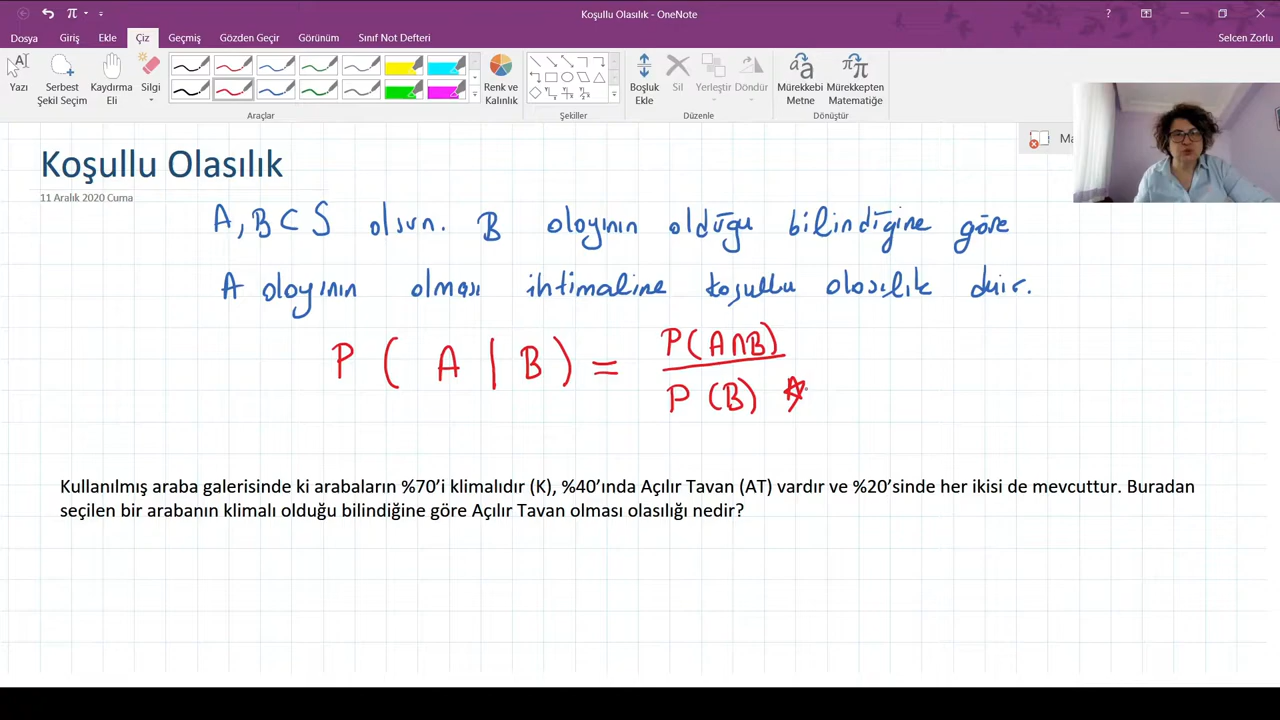 Koşullu Olasılık - OneNote
Dosya Giriş Ekle Çiz Geçmiş Gözden Geçir Görünüm Sınıf Not Defteri
Selcen Zorlu
Yazı Serbest Şekil Seçim Kaydırma Eli Silgi Renk ve Kalınlık Boşluk Ekle Sil Yerleştir Döndür Mürekkebi Metne Mürekkepten Matematiğe
Araçlar Şekiller Düzenle Dönüştür
Koşullu Olasılık
11 Aralık 2020 Cuma
A, B ⊂ S olsun. B olayının olduğu bilindiğine göre
A olayının olması ihtimaline koşullu olasılık denir.
P ( A | B ) = P(A∩B)
P (B) ☆
Kullanılmış araba galerisinde ki arabaların %70’i klimalıdır (K), %40’ında Açılır Tavan (AT) vardır ve %20’sinde her ikisi de mevcuttur. Buradan
seçilen bir arabanın klimalı olduğu bilindiğine göre Açılır Tavan olması olasılığı nedir?